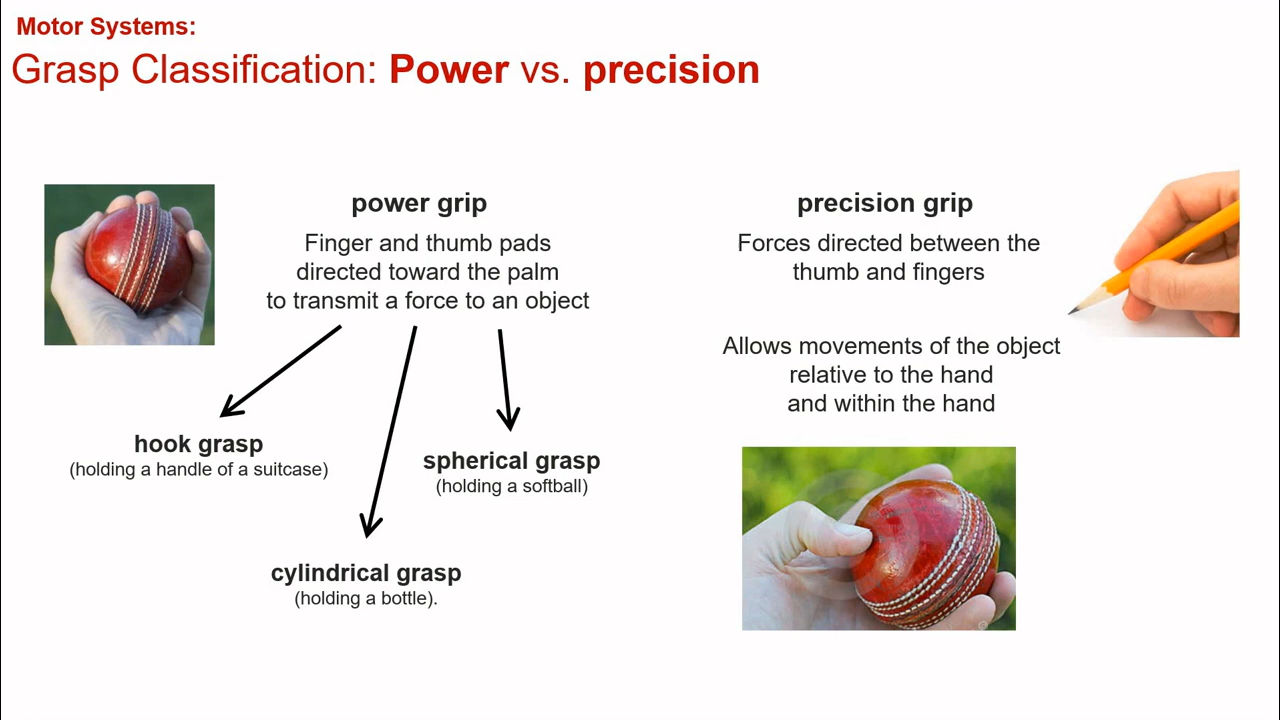 Motor Systems:
Grasp Classification: Power vs. precision
power grip
Finger and thumb pads
directed toward the palm
to transmit a force to an object
hook grasp
(holding a handle of a suitcase)
spherical grasp
(holding a softball)
cylindrical grasp
(holding a bottle).
precision grip
Forces directed between the
thumb and fingers
Allows movements of the object
relative to the hand
and within the hand